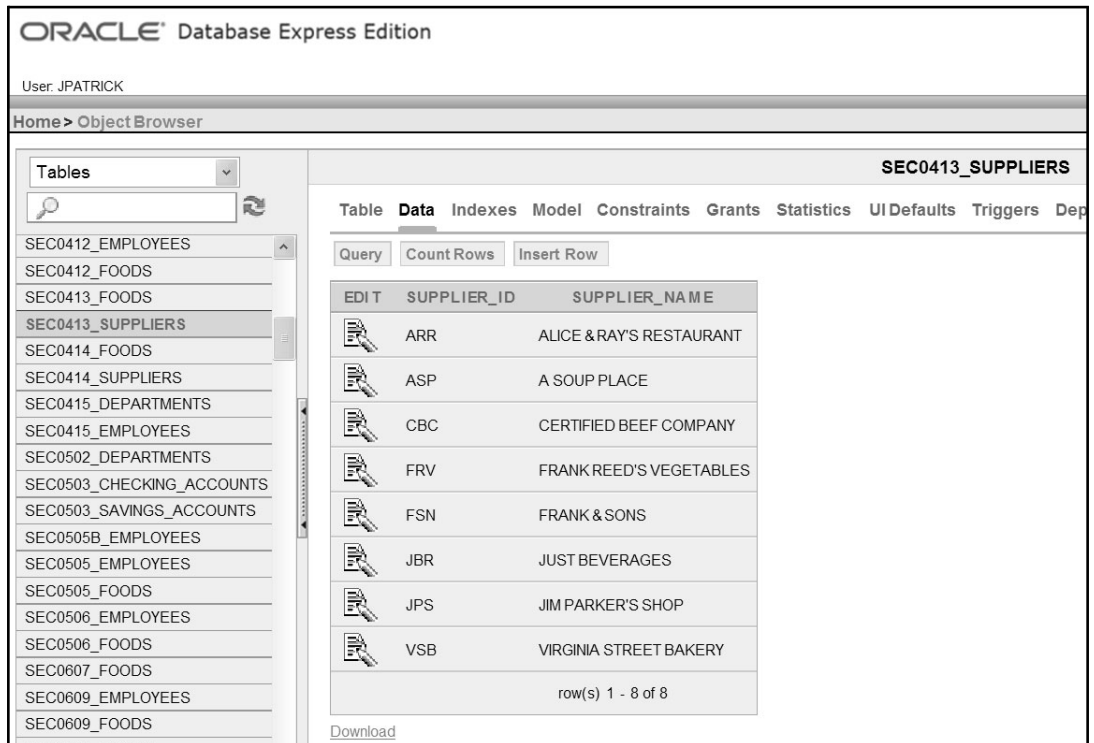 ORACLE Database Express Edition
User: JPATRICK
Home > Object Browser
Tables
SEC0412_EMPLOYEES
SEC0412_FOODS
SEC0413_FOODS
SEC0413_SUPPLIERS
SEC0414_FOODS
SEC0414_SUPPLIERS
SEC0415_DEPARTMENTS
SEC0415_EMPLOYEES
SEC0502_DEPARTMENTS
SEC0503_CHECKING_ACCOUNTS
SEC0503_SAVINGS_ACCOUNTS
SEC0505B_EMPLOYEES
SEC0505_EMPLOYEES
SEC0505_FOODS
SEC0506_EMPLOYEES
SEC0506_FOODS
SEC0607_FOODS
SEC0609_EMPLOYEES
SEC0609_FOODS
SEC0413_SUPPLIERS
Table Data Indexes Model Constraints Grants Statistics UI Defaults Triggers Dep
Query Count Rows Insert Row
EDIT SUPPLIER_ID SUPPLIER_NAME
ARR ALICE & RAY'S RESTAURANT
ASP A SOUP PLACE
CBC CERTIFIED BEEF COMPANY
FRV FRANK REED'S VEGETABLES
FSN FRANK & SONS
JBR JUST BEVERAGES
JPS JIM PARKER'S SHOP
VSB VIRGINIA STREET BAKERY
row(s) 1 - 8 of 8
Download